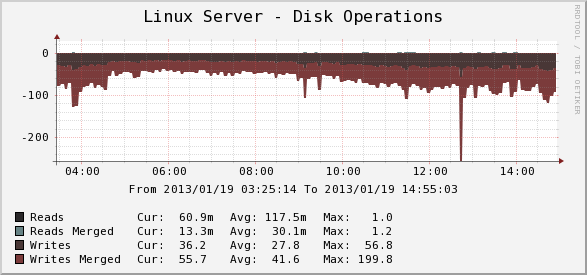 Linux Server - Disk Operations
RRDTOOL / TOBI OETIKER
0
-100
-200
04:00 06:00 08:00 10:00 12:00 14:00
From 2013/01/19 03:25:14 To 2013/01/19 14:55:03
Reads Cur: 60.9m Avg: 117.5m Max: 1.0
Reads Merged Cur: 13.3m Avg: 30.1m Max: 1.2
Writes Cur: 36.2 Avg: 27.8 Max: 56.8
Writes Merged Cur: 55.7 Avg: 41.6 Max: 199.8